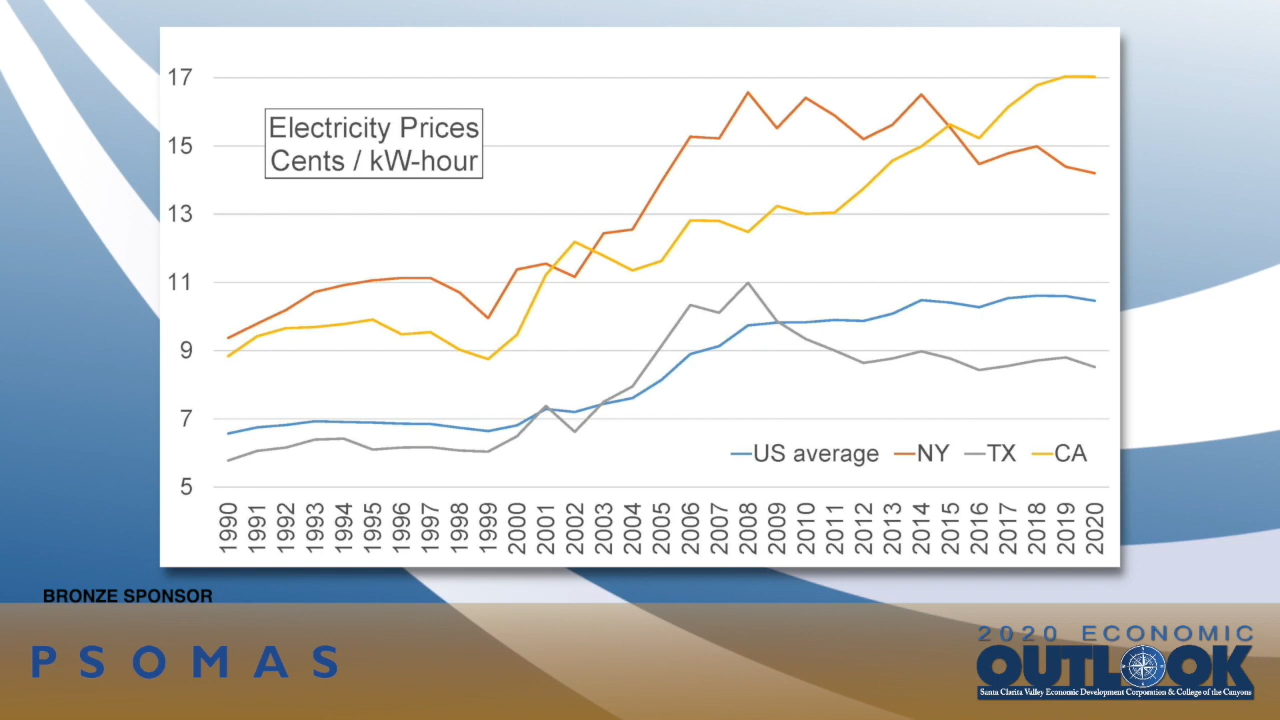 17
Electricity Prices
Cents / kW-hour
15
13
11
9
7
US average NY TX CA
5
1990 1991 1992 1993 1994 1995 1996 1997 1998 1999 2000 2001 2002 2003 2004 2005 2006 2007 2008 2009 2010 2011 2012 2013 2014 2015 2016 2017 2018 2019 2020
BRONZE SPONSOR
PSOMAS
2020 ECONOMIC
OUTLOOK
Santa Clarita Valley Economic Development Corporation & College of the Canyons